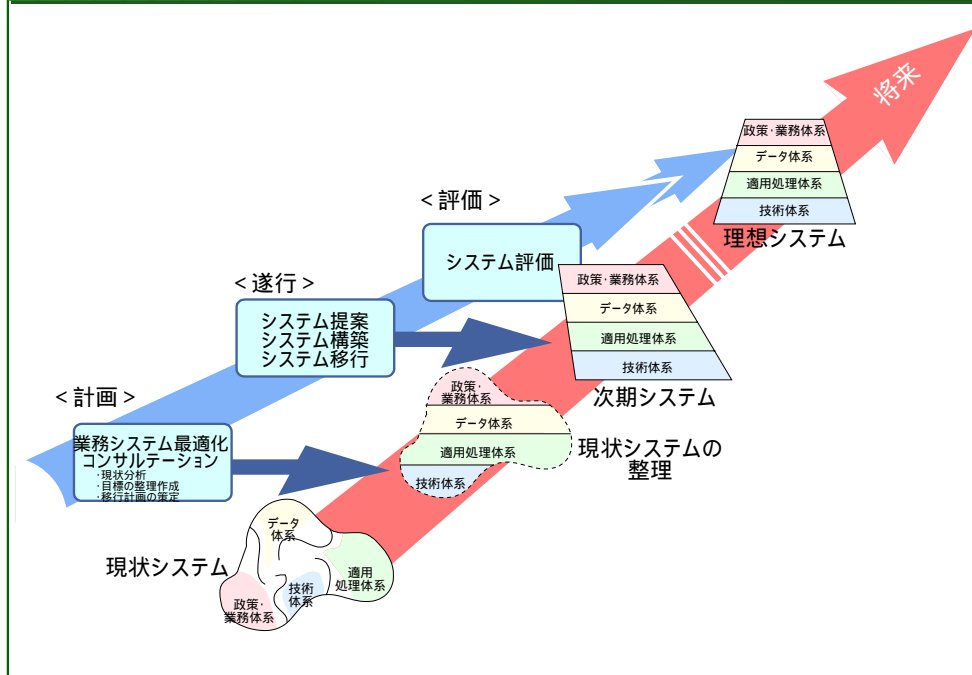 将来
政策・業務体系
データ体系
適用処理体系
技術体系
理想システム
＜評価＞
システム評価
政策・業務体系
データ体系
適用処理体系
技術体系
次期システム
＜遂行＞
システム提案
システム構築
システム移行
政策・
業務体系
データ体系
適用処理体系
技術体系
現状システムの
整理
＜計画＞
業務システム最適化
コンサルテーション
・現状分析
・目標の整理作成
・移行計画の策定
現状システム
データ
体系
適用
処理体系
技術
体系
政策・
業務体系